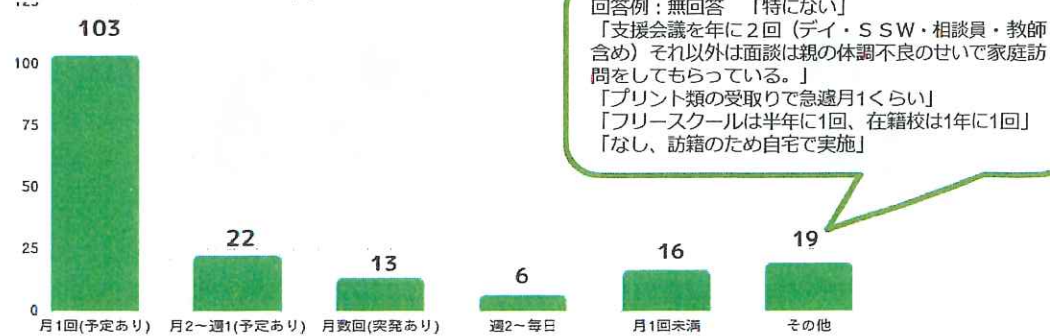 125
103
100
75
50
25
0
22
13
6
16
19
月1回(予定あり)
月2～週1(予定あり)
月数回(突発あり)
週2～毎日
月1回未満
その他
回答例：無回答　「特にない」
「支援会議を年に２回（デイ・ＳＳＷ・相談員・教師
含め）それ以外は面談は親の体調不良のせいで家庭訪
問をしてもらっている。」
「プリント類の受取りで急遽月1くらい」
「フリースクールは半年に1回、在籍校は1年に1回」
「なし、訪籍のため自宅で実施」